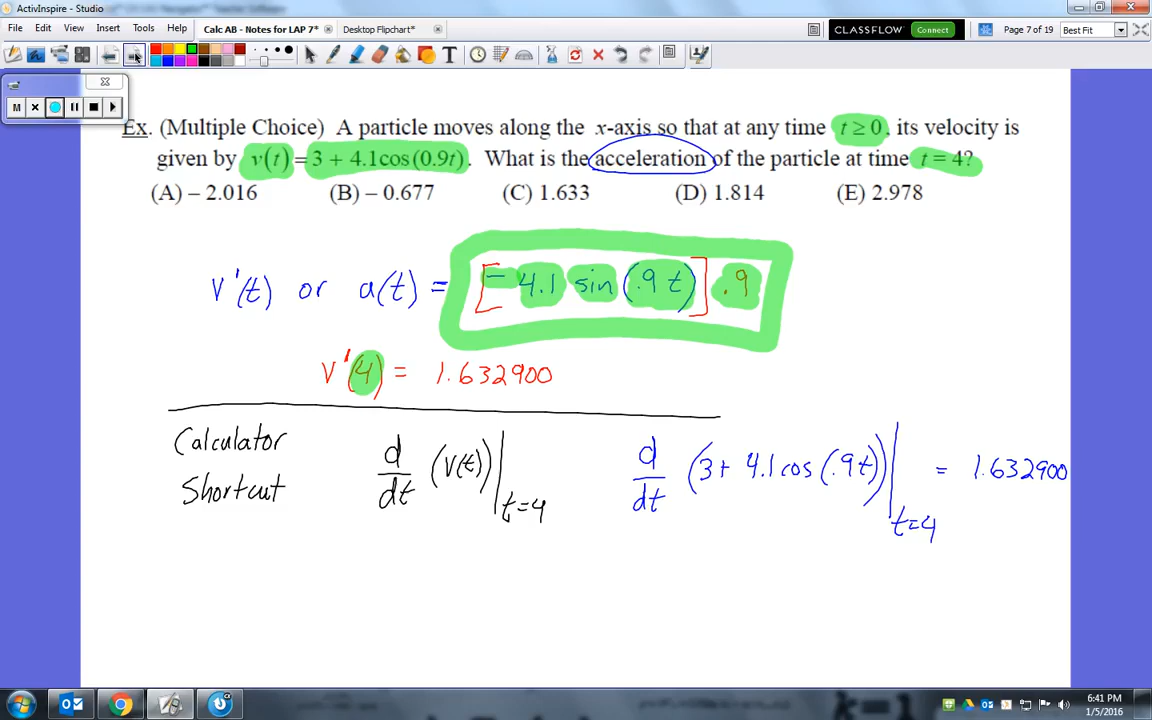 ActivInspire - Studio
File Edit View Insert Tools Help
Calc AB - Notes for LAP 7*
Desktop Flipchart*
CLASSFLOW
Connect
Page 7 of 19
Best Fit
M
Ex. (Multiple Choice) A particle moves along the x-axis so that at any time t ≥ 0, its velocity is
given by v(t) = 3 + 4.1cos(0.9t). What is the acceleration of the particle at time t = 4?
(A) – 2.016 (B) – 0.677 (C) 1.633 (D) 1.814 (E) 2.978
v'(t) or a(t) = [- 4.1 sin (.9 t)] .9
v'(4) = 1.632900
Calculator Shortcut
d/dt (v(t))|t=4
d/dt (3+ 4.1cos (.9t))|t=4 = 1.632900
6:41 PM
1/5/2016